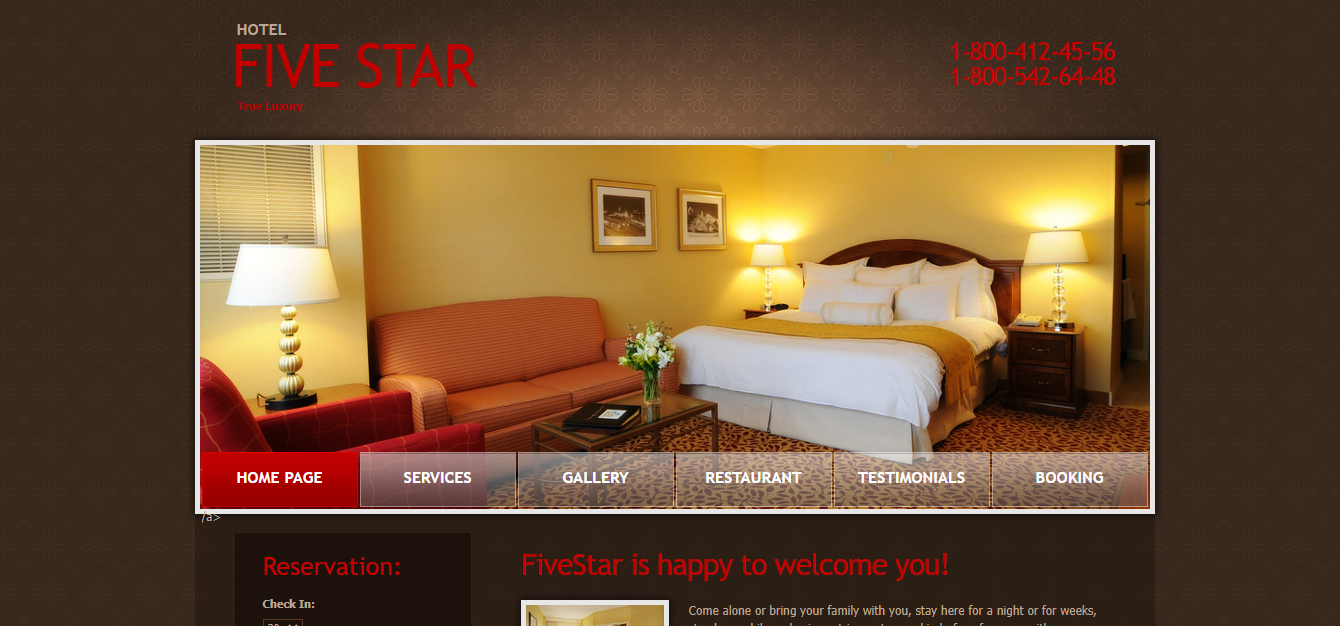 HOTEL
FIVE STAR
True Luxury
1-800-412-45-56
1-800-542-64-48
HOME PAGE
SERVICES
GALLERY
RESTAURANT
TESTIMONIALS
BOOKING
/a>
Reservation:
Check In:
FiveStar is happy to welcome you!
Come alone or bring your family with you, stay here for a night or for weeks,